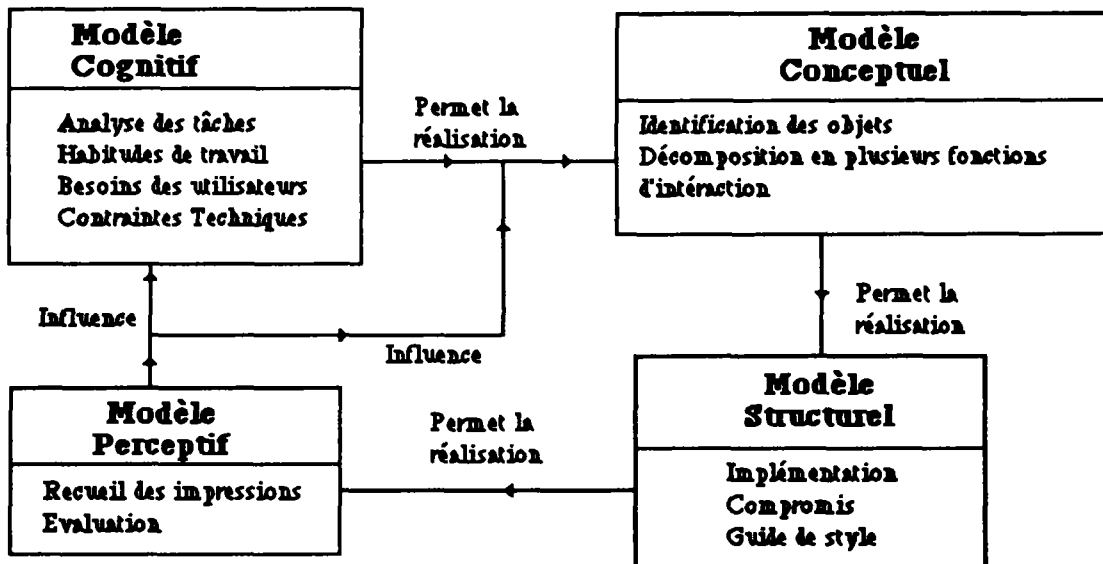 Modèle
Cognitif
Analyse des tâches
Habitudes de travail
Besoins des utilisateurs
Contraintes Techniques
Permet la
réalisation
Modèle
Conceptuel
Identification des objets
Décomposition en plusieurs fonctions
d'intéraction
Influence
Influence
Permet la
réalisation
Modèle
Perceptif
Recueil des impressions
Evaluation
Permet la
réalisation
Modèle
Structurel
Implémentation
Compromis
Guide de style